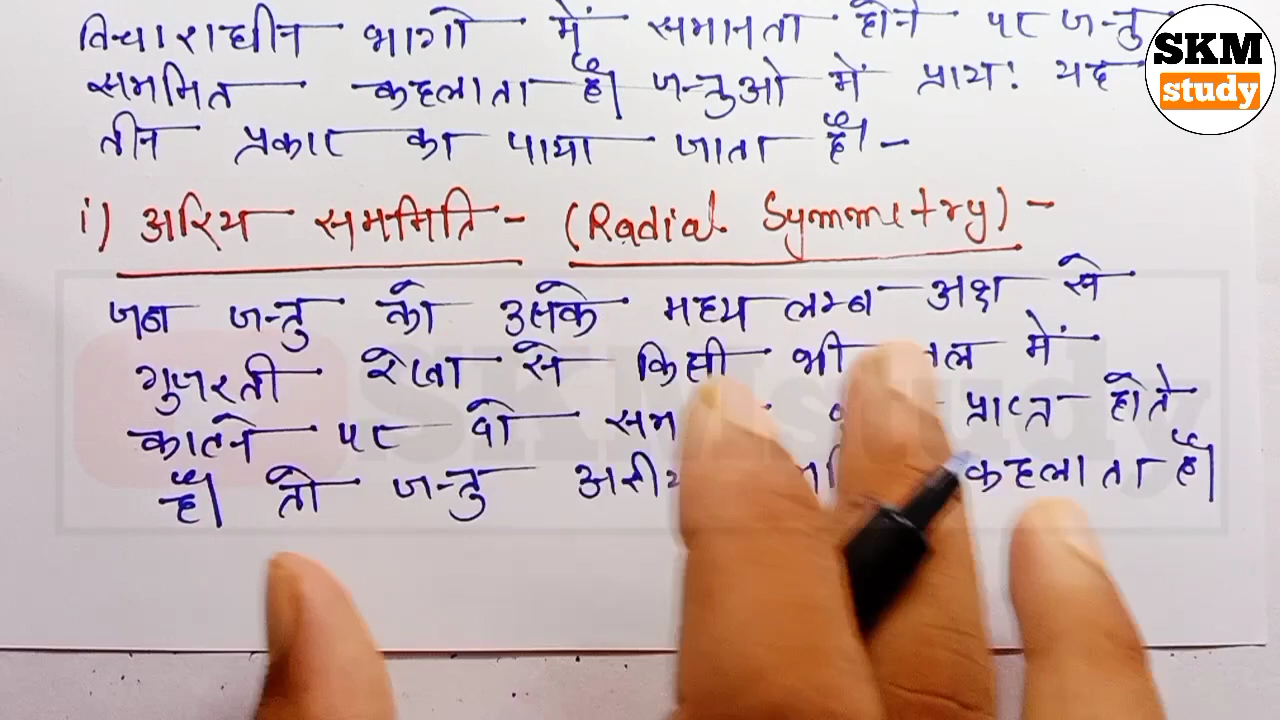 विचाराधीन भागो में समानता होने पर जन्तु
सममित कहलाता है। जन्तुओ में प्राय: यह
तीन प्रकार का पाया जाता है।-
SKM
study
i) अरिय सममिति- (Radial Symmetry)-
जब जन्तु को उसके मध्य लम्ब अक्ष से
गुजरती रेखा से किसी भी तल में
काटने पर दो प्राप्त होते
है। तो जन्तु कहलाता है।
SKMstudy